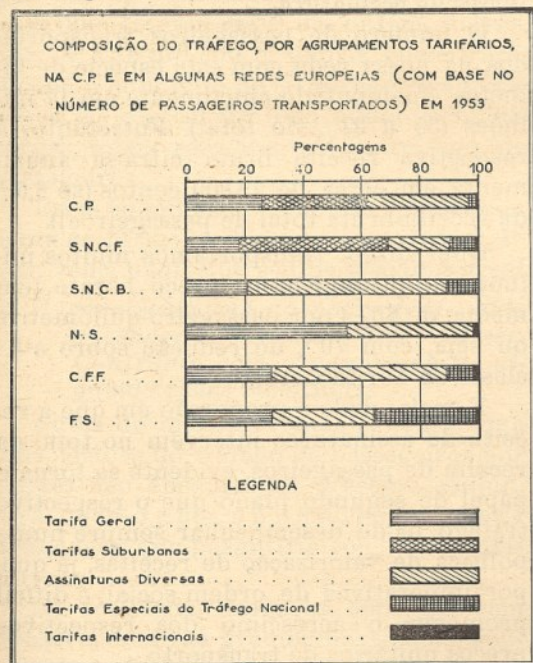 COMPOSIÇÃO DO TRÁFEGO, POR AGRUPAMENTOS TARIFÁRIOS,
NA C.P. E EM ALGUMAS REDES EUROPEIAS (COM BASE NO
NÚMERO DE PASSAGEIROS TRANSPORTADOS) EM 1953
Percentagens
0 20 40 60 80 100
C.P.
S.N.C.F.
S.N.C.B.
N.S.
C.F.F.
F.S.
LEGENDA
Tarifa Geral
Tarifas Suburbanas
Assinaturas Diversas
Tarifas Especiais do Tráfego Nacional
Tarifas Internacionais